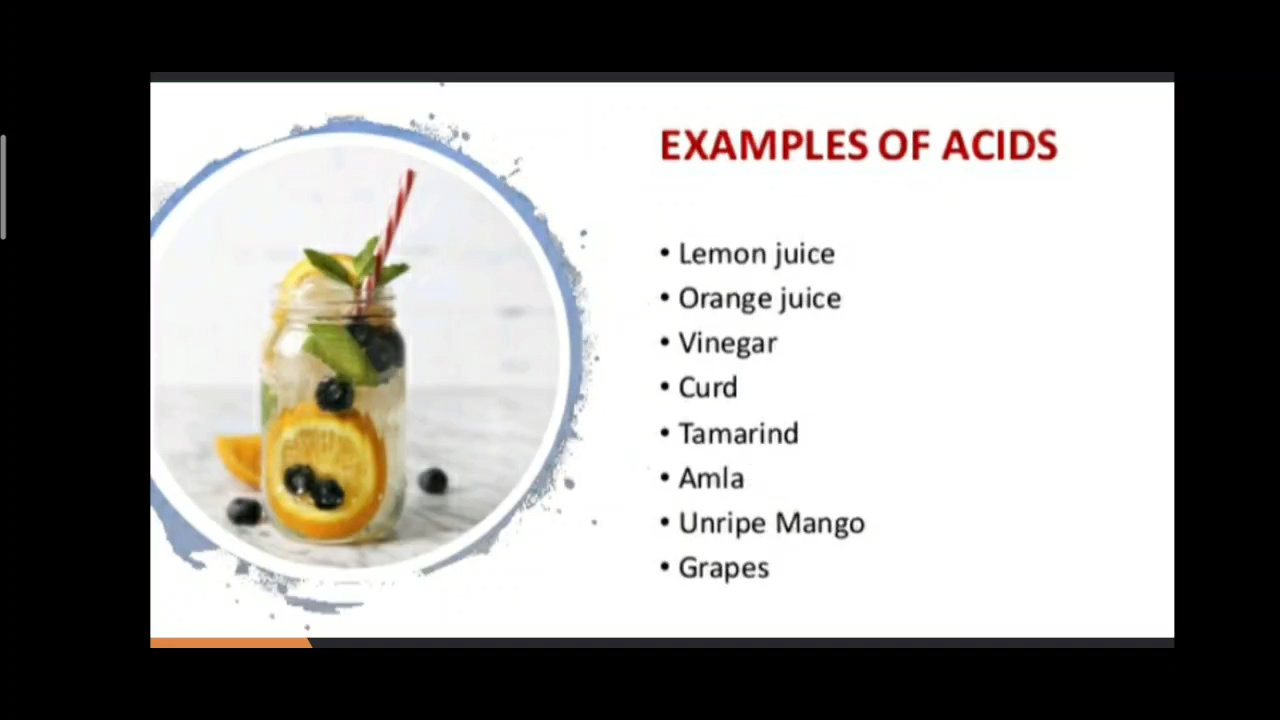 EXAMPLES OF ACIDS
• Lemon juice
• Orange juice
• Vinegar
• Curd
• Tamarind
• Amla
• Unripe Mango
• Grapes